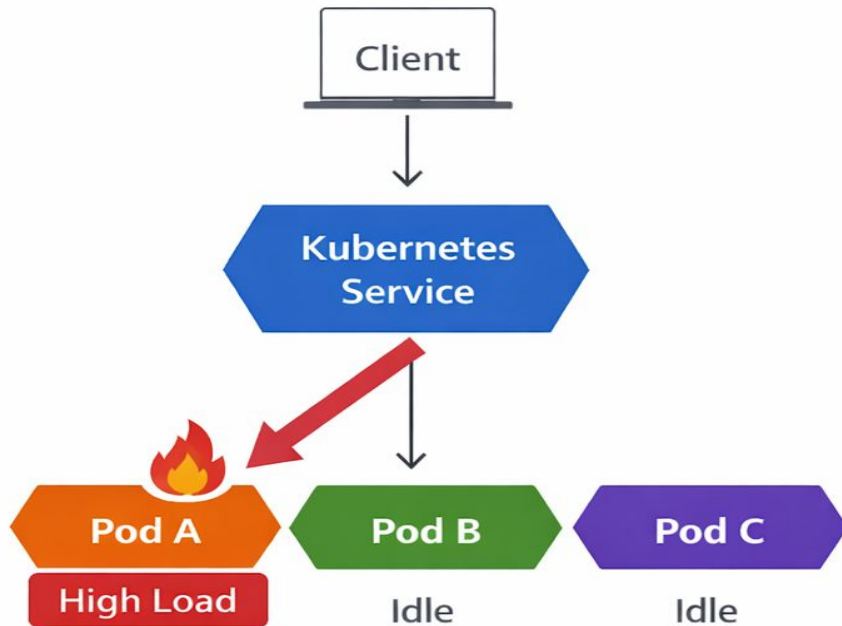 Client
Kubernetes
Service
Pod A
Pod B
Pod C
High Load
Idle
Idle